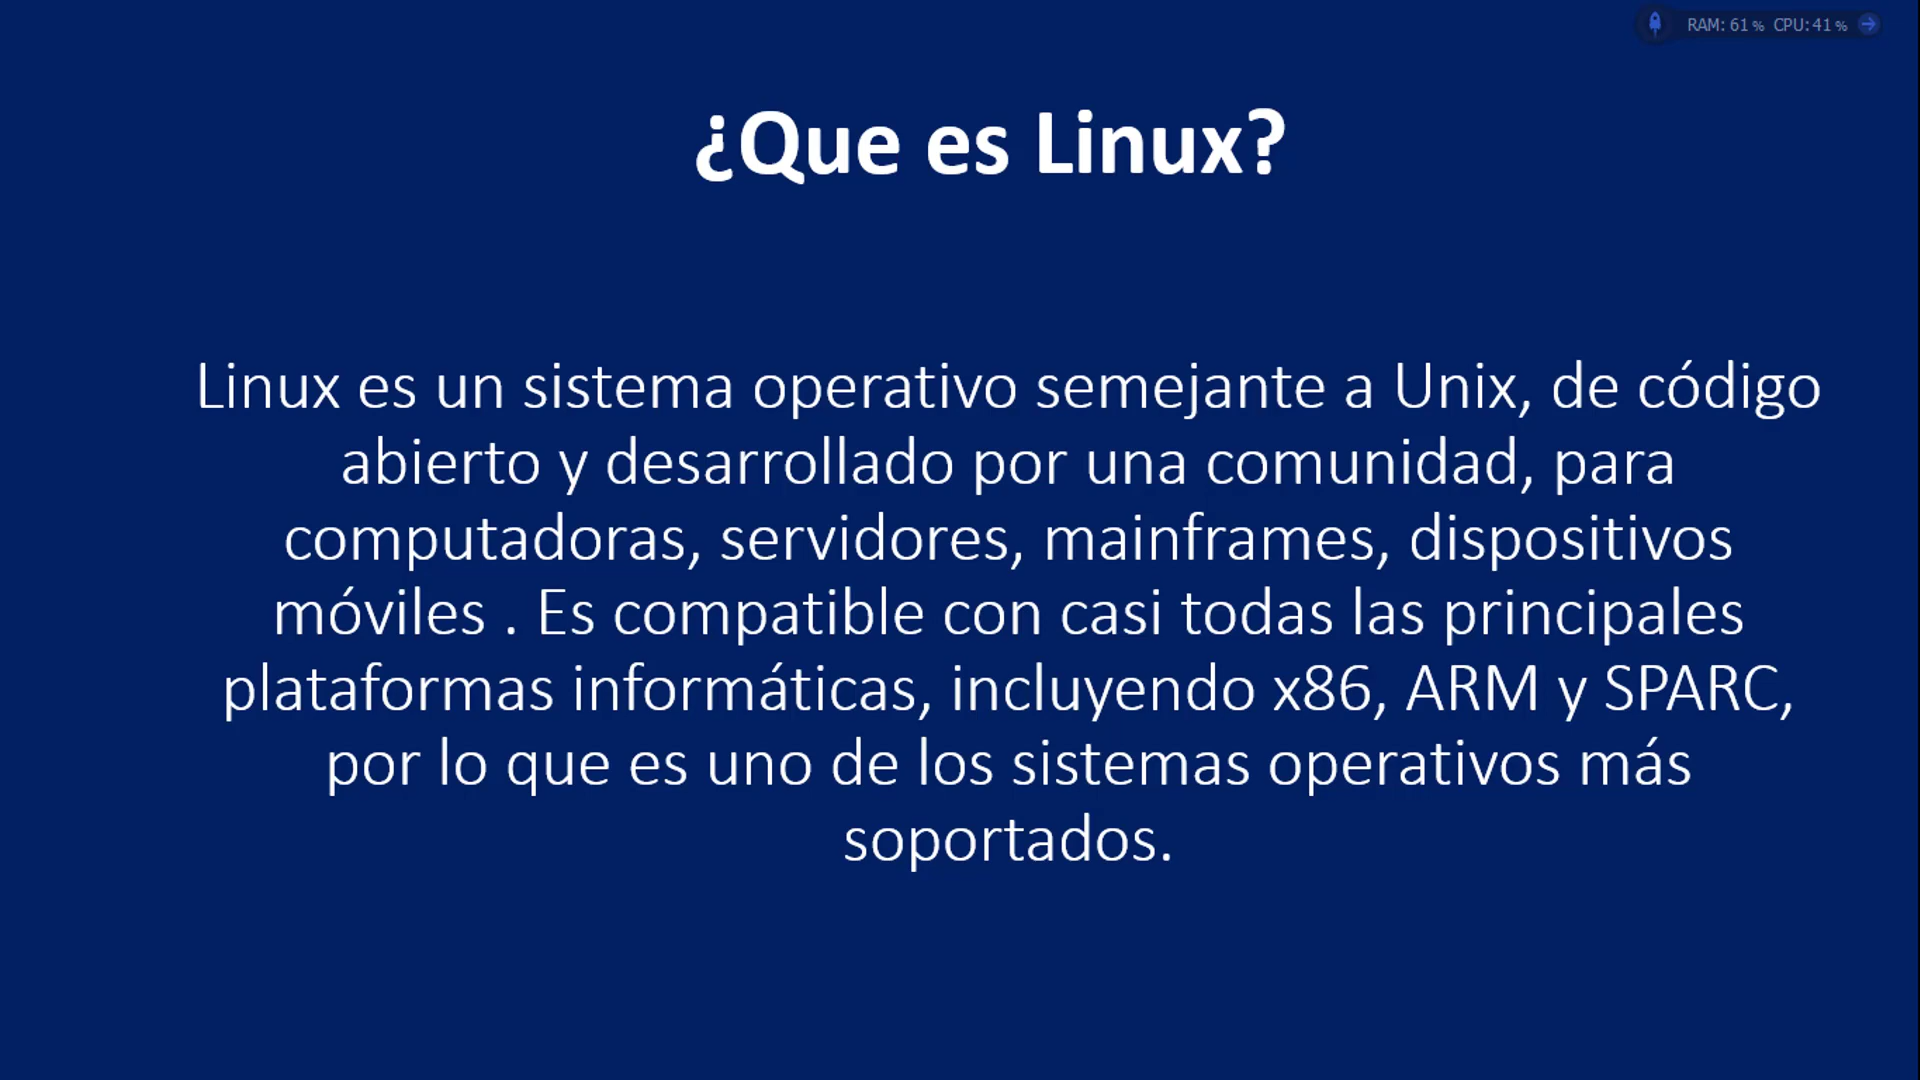 RAM: 61% CPU: 41%
¿Que es Linux?
Linux es un sistema operativo semejante a Unix, de código
abierto y desarrollado por una comunidad, para
computadoras, servidores, mainframes, dispositivos
móviles . Es compatible con casi todas las principales
plataformas informáticas, incluyendo x86, ARM y SPARC,
por lo que es uno de los sistemas operativos más
soportados.